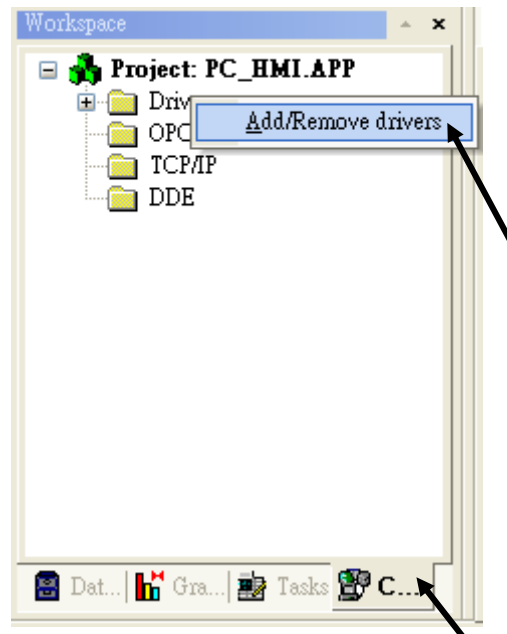 Workspace
Project: PC_HMI.APP
Driv
Add/Remove drivers
OPC
TCP/IP
DDE
Dat... Gra... Tasks C...